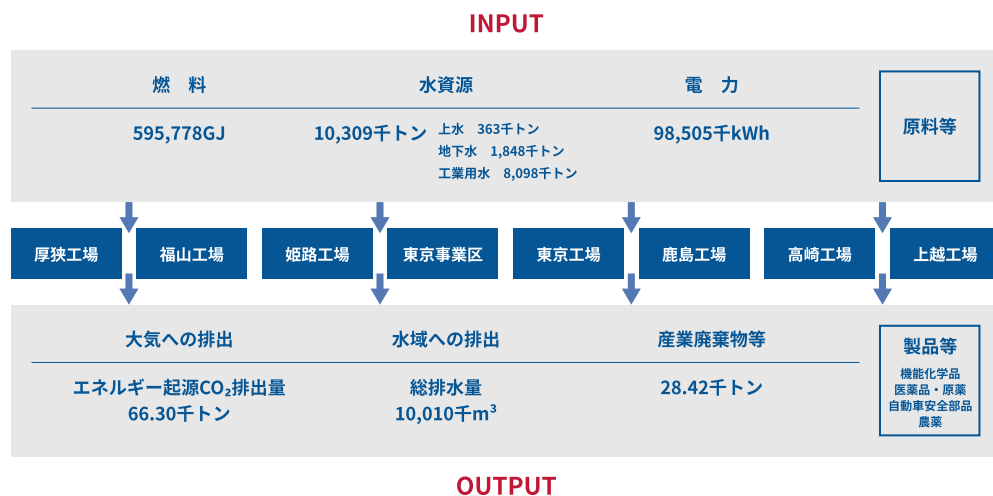 INPUT
燃　料
水資源
電　力
595,778GJ
10,309千トン
上水　363千トン
地下水　1,848千トン
工業用水　8,098千トン
98,505千kWh
原料等
厚狭工場
福山工場
姫路工場
東京事業区
東京工場
鹿島工場
高崎工場
上越工場
大気への排出
水域への排出
産業廃棄物等
エネルギー起源CO₂排出量
66.30千トン
総排水量
10,010千m³
28.42千トン
製品等
機能化学品
医薬品・原薬
自動車安全部品
農薬
OUTPUT